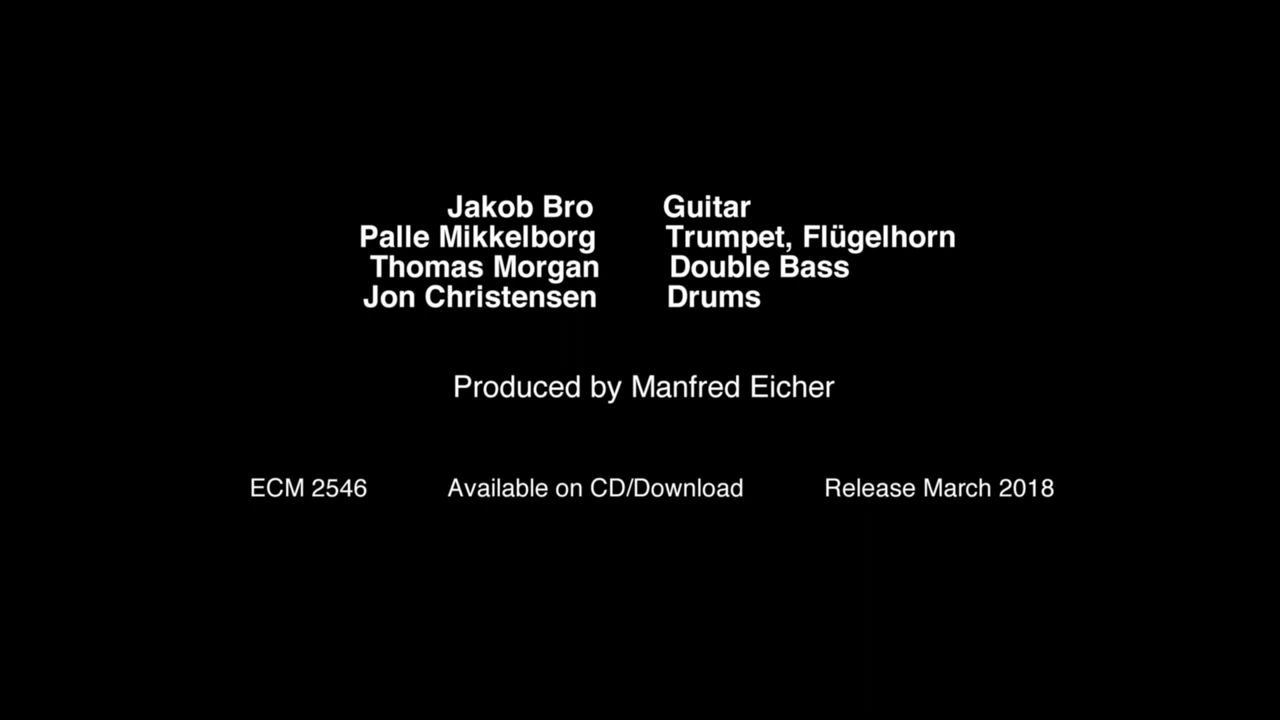 Jakob Bro Guitar
Palle Mikkelborg Trumpet, Flügelhorn
Thomas Morgan Double Bass
Jon Christensen Drums
Produced by Manfred Eicher
ECM 2546 Available on CD/Download Release March 2018